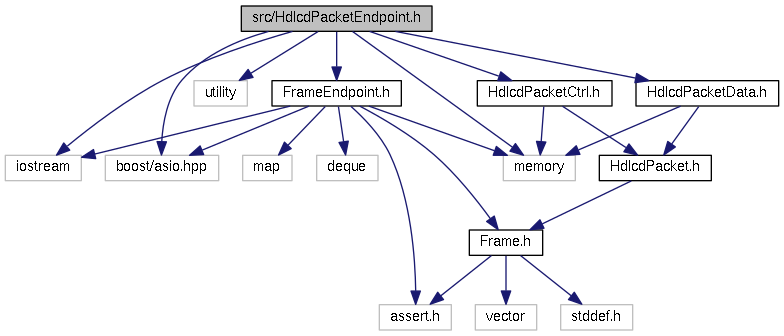 src/HdlcdPacketEndpoint.h
utility
FrameEndpoint.h
HdlcdPacketCtrl.h
HdlcdPacketData.h
iostream
boost/asio.hpp
map
deque
memory
HdlcdPacket.h
Frame.h
assert.h
vector
stddef.h